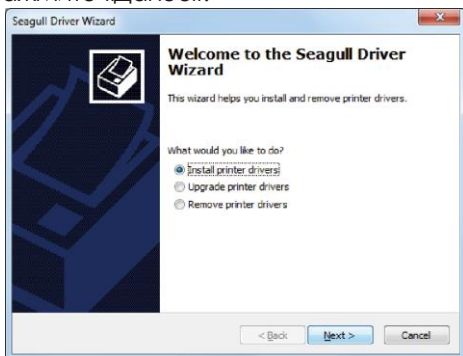 Seagull Driver Wizard
Welcome to the Seagull Driver
Wizard
This wizard helps you install and remove printer drivers.
What would you like to do?
Install printer drivers
Upgrade printer drivers
Remove printer drivers
< Back
Next >
Cancel